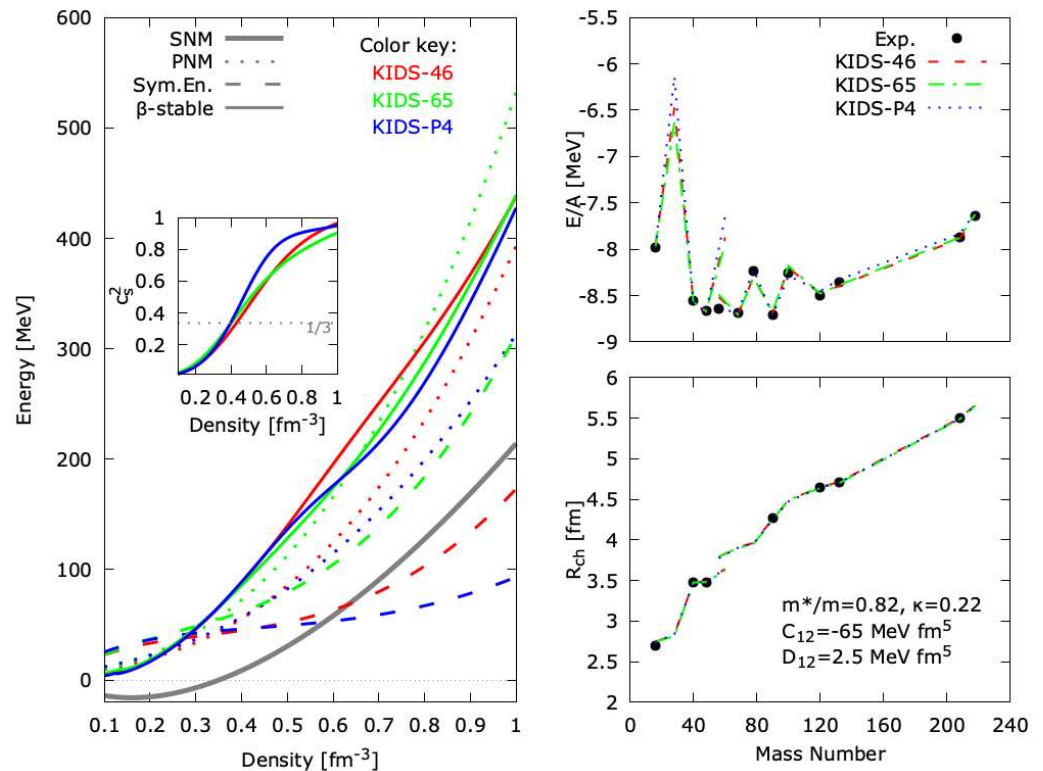 600
500
400
300
200
100
0
Energy [MeV]
SNM
PNM
Sym.En.
β-stable
Color key:
KIDS-46
KIDS-65
KIDS-P4
1
0.8
0.6
0.4
0.2
c_s^2
1/3
0.2 0.4 0.6 0.8 1
Density [fm^-3]
0.1 0.2 0.3 0.4 0.5 0.6 0.7 0.8 0.9 1
Density [fm^-3]
-5.5
-6
-6.5
-7
-7.5
-8
-8.5
-9
E/A [MeV]
Exp.
KIDS-46
KIDS-65
KIDS-P4
6
5.5
5
4.5
4
3.5
3
2.5
2
R_ch [fm]
m*/m=0.82, κ=0.22
C_12=-65 MeV fm^5
D_12=2.5 MeV fm^5
0 40 80 120 160 200 240
Mass Number